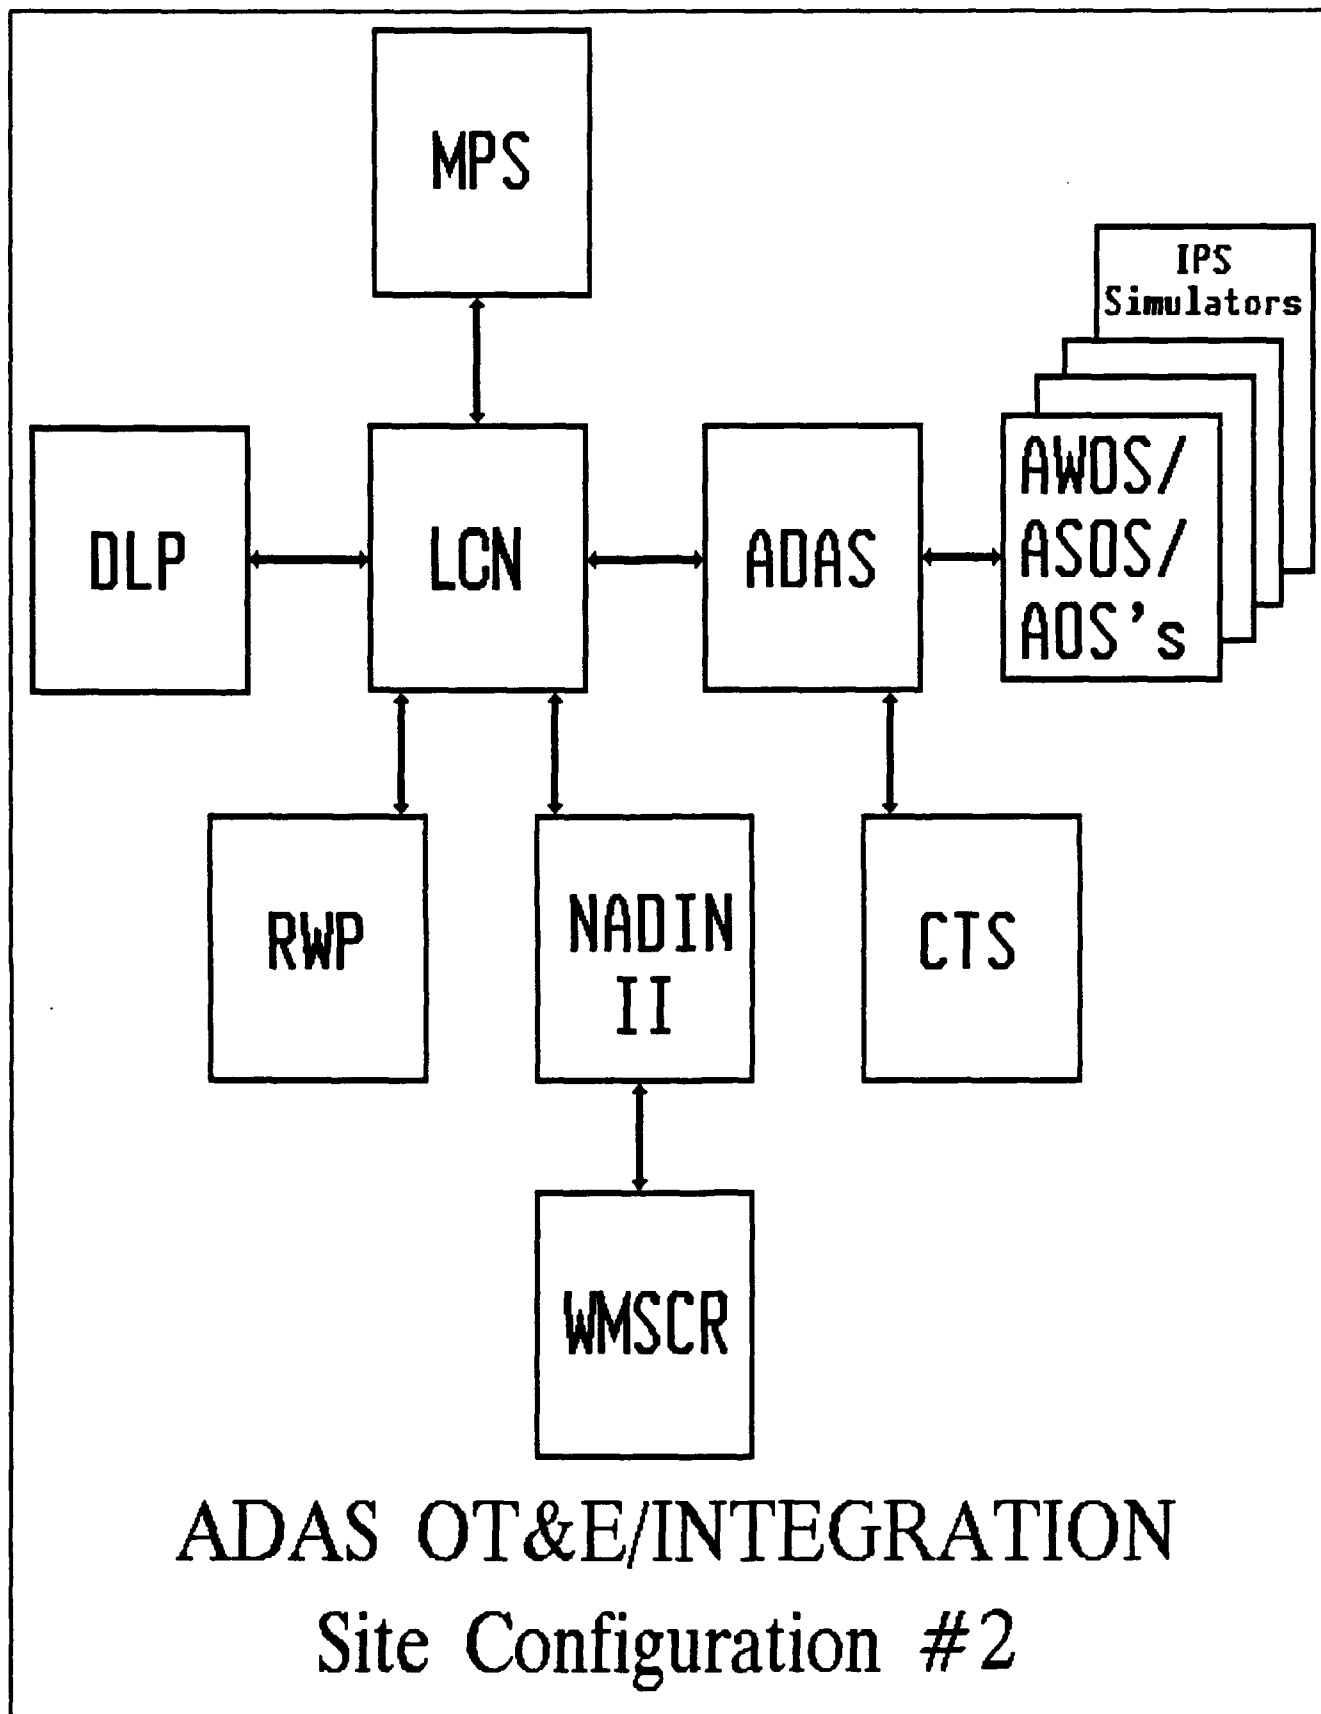 MPS
IPS
Simulators
DLP
LCN
ADAS
AWOS/
ASOS/
AOS's
RWP
NADIN
II
CTS
WMSCR
ADAS OT&E/INTEGRATION
Site Configuration #2